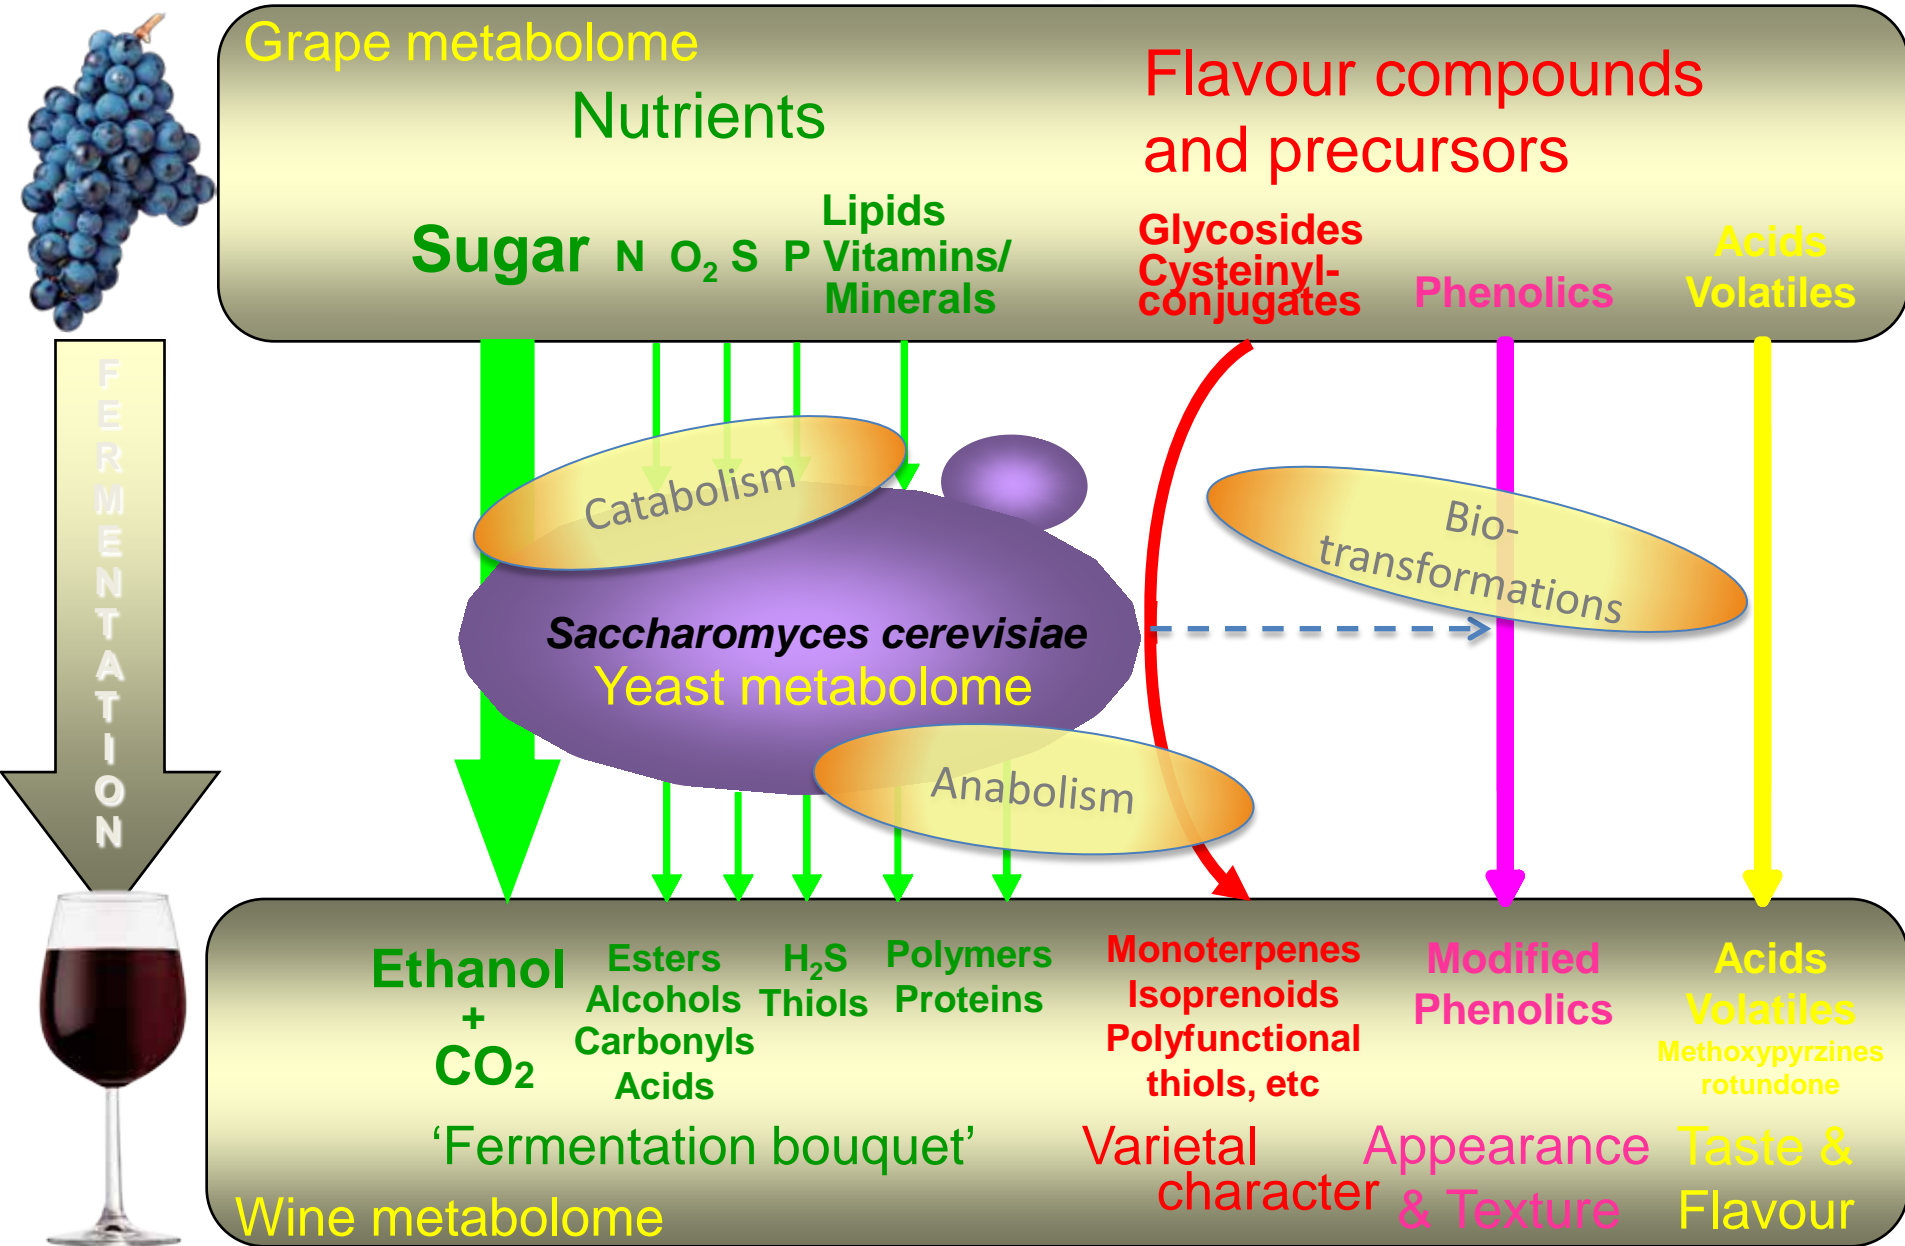 Grape metabolome
Nutrients
Flavour compounds
and precursors
Sugar N O₂ S P
Lipids
Vitamins/
Minerals
Glycosides
Cysteinyl-
conjugates
Phenolics
Acids
Volatiles
FERMENTATION
Catabolism
Bio-
transformations
Saccharomyces cerevisiae
Yeast metabolome
Anabolism
Ethanol
+
CO₂
Esters
Alcohols
Carbonyls
Acids
H₂S
Thiols
Polymers
Proteins
Monoterpenes
Isoprenoids
Polyfunctional
thiols, etc
Modified
Phenolics
Acids
Volatiles
Methoxypyrzines
rotundone
‘Fermentation bouquet’
Varietal
character
Appearance
& Texture
Taste &
Flavour
Wine metabolome